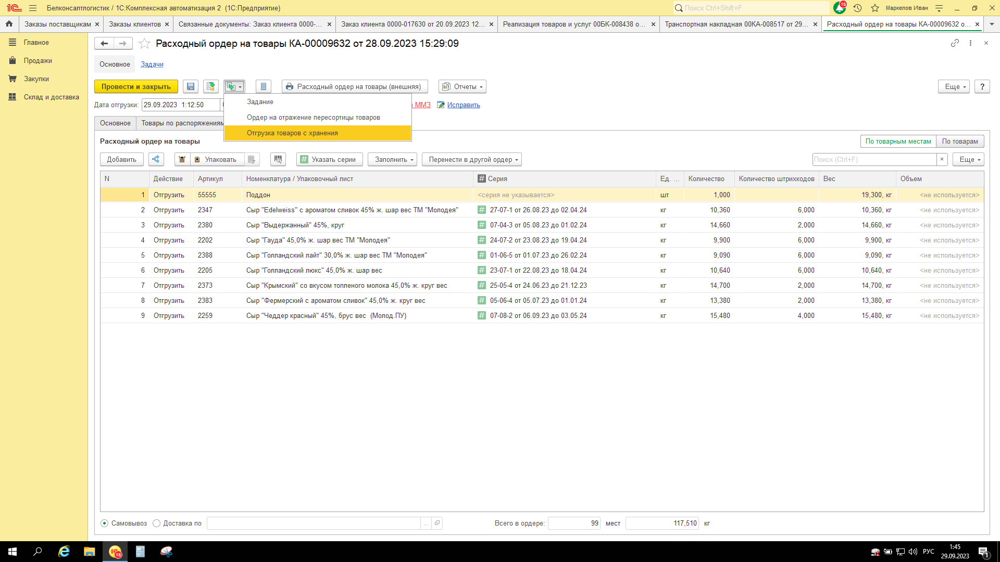 Белконсалтлогистик / 1С:Комплексная автоматизация 2 (1С:Предприятие)
Поиск Ctrl+Shift+F
15
Маркелов Иван
Заказы поставщикам
Заказы клиентов
Связанные документы: Заказ клиента 0000-...
Заказ клиента 0000-017630 от 20.09.2023 12...
Реализация товаров и услуг 00БК-008438 о...
Транспортная накладная 00КА-008517 от 29...
Расходный ордер на товары КА-00009632 о...
Главное
Продажи
Закупки
Склад и доставка
Расходный ордер на товары КА-00009632 от 28.09.2023 15:29:09
Основное
Задачи
Провести и закрыть
Расходный ордер на товары (внешняя)
Отчеты
Еще
?
Дата отгрузки:
29.09.2023 1:12:50
ММЗ
Исправить
Задание
Ордер на отражение пересортицы товаров
Отгрузка товаров с хранения
Основное
Товары по распоряжениям
Расходный ордер на товары
По товарным местам
По товарам
Добавить
Упаковать
Указать серии
Заполнить
Перенести в другой ордер
Поиск (Ctrl+F)
×
Еще
N Действие Артикул Номенклатура / Упаковочный лист # Серия Ед. ... Количество Количество штрихкодов Вес Объем
1 Отгрузить 55555 Поддон <серия не указывается> шт 1,000 19,300, кг <не используется>
2 Отгрузить 2347 Сыр "Edelweiss" с ароматом сливок 45% ж. шар вес ТМ "Молодея" # 27-07-1 от 26.08.23 до 02.04.24 кг 10,360 6,000 10,360, кг <не используется>
3 Отгрузить 2380 Сыр "Выдержанный" 45%, круг # 07-04-3 от 05.08.23 до 01.02.24 кг 14,660 2,000 14,660, кг <не используется>
4 Отгрузить 2202 Сыр "Гауда" 45,0% ж. шар вес ТМ "Молодея" # 24-07-2 от 23.08.23 до 19.04.24 кг 9,900 6,000 9,900, кг <не используется>
5 Отгрузить 2388 Сыр "Голландский лайт" 30,0% ж. шар вес ТМ "Молодея" # 01-06-5 от 01.07.23 до 26.02.24 кг 9,090 6,000 9,090, кг <не используется>
6 Отгрузить 2205 Сыр "Голландский люкс" 45,0% ж. шар вес # 23-07-1 от 22.08.23 до 18.04.24 кг 10,640 6,000 10,640, кг <не используется>
7 Отгрузить 2373 Сыр "Крымский" со вкусом топленого молока 45,0% ж. круг вес # 25-05-4 от 24.06.23 до 21.12.23 кг 14,700 2,000 14,700, кг <не используется>
8 Отгрузить 2383 Сыр "Фермерский с ароматом сливок" 45,0% ж. круг вес # 05-06-4 от 05.07.23 до 01.01.24 кг 13,380 2,000 13,380, кг <не используется>
9 Отгрузить 2259 Сыр "Чеддер красный" 45%, брус вес (Молод.ПУ) # 07-08-2 от 06.09.23 до 03.05.24 кг 15,480 4,000 15,480, кг <не используется>
Самовывоз
Доставка по
...
Всего в ордере: 99 мест 117,510 кг
15
РУС
1:45
29.09.2023
1